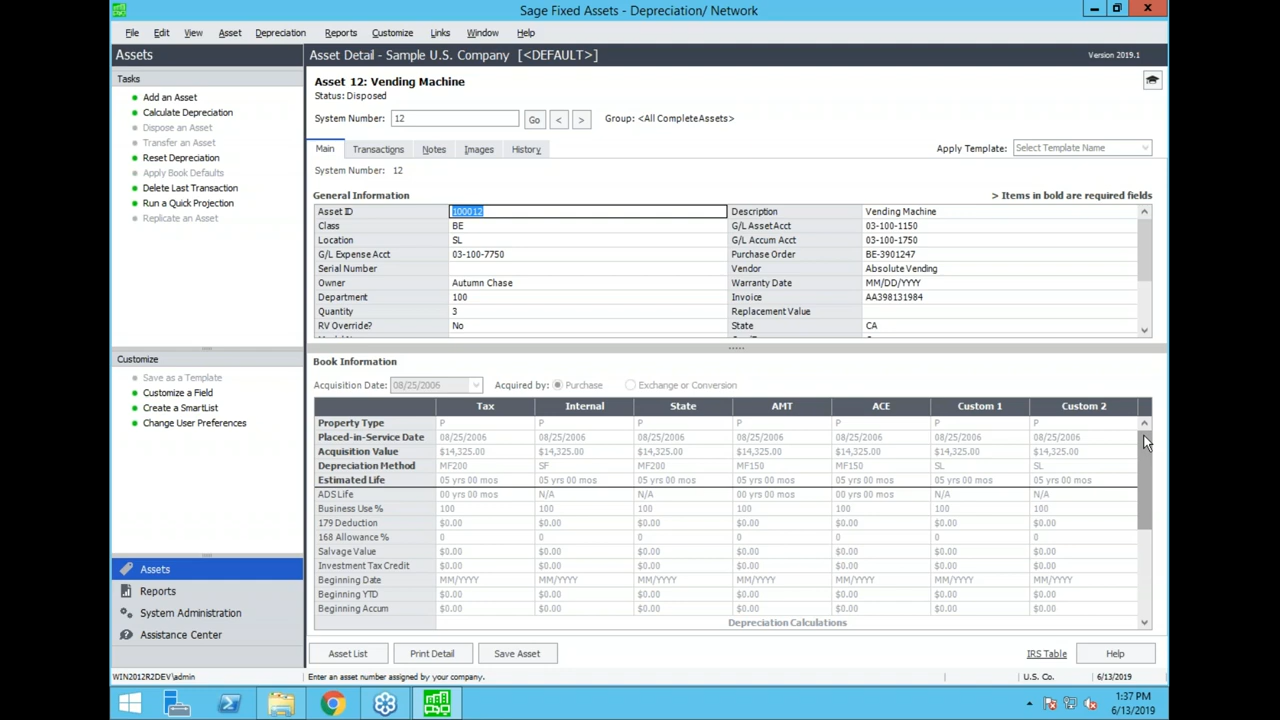 Sage Fixed Assets - Depreciation/ Network
File Edit View Asset Depreciation Reports Customize Links Window Help
Assets
Asset Detail - Sample U.S. Company [<DEFAULT>]
Version 2019.1
Tasks
Add an Asset
Calculate Depreciation
Dispose an Asset
Transfer an Asset
Reset Depreciation
Apply Book Defaults
Delete Last Transaction
Run a Quick Projection
Replicate an Asset
Customize
Save as a Template
Customize a Field
Create a SmartList
Change User Preferences
Assets
Reports
System Administration
Assistance Center
Asset 12: Vending Machine
Status: Disposed
System Number: 12 Go < > Group: <All CompleteAssets>
Main Transactions Notes Images History Apply Template: Select Template Name
System Number: 12
General Information > Items in bold are required fields
Asset ID 100012 Description Vending Machine
Class BE G/L AssetAcct 03-100-1150
Location SL G/L Accum Acct 03-100-1750
G/L Expense Acct 03-100-7750 Purchase Order BE-3901247
Serial Number Vendor Absolute Vending
Owner Autumn Chase Warranty Date MM/DD/YYYY
Department 100 Invoice AA398131984
Quantity 3 Replacement Value
RV Override? No State CA
Book Information
Acquisition Date: 08/25/2006 Acquired by: Purchase Exchange or Conversion
Tax Internal State AMT ACE Custom 1 Custom 2
Property Type P P P P P P P
Placed-in-Service Date 08/25/2006 08/25/2006 08/25/2006 08/25/2006 08/25/2006 08/25/2006 08/25/2006
Acquisition Value $14,325.00 $14,325.00 $14,325.00 $14,325.00 $14,325.00 $14,325.00 $14,325.00
Depreciation Method MF200 SF MF200 MF150 MF150 SL SL
Estimated Life 05 yrs 00 mos 05 yrs 00 mos 05 yrs 00 mos 05 yrs 00 mos 05 yrs 00 mos 05 yrs 00 mos 05 yrs 00 mos
ADS Life 00 yrs 00 mos N/A N/A 00 yrs 00 mos 00 yrs 00 mos N/A N/A
Business Use % 100 100 100 100 100 100 100
179 Deduction $0.00 $0.00 $0.00 $0.00 $0.00 $0.00 $0.00
168 Allowance % 0 0 0 0 0 0 0
Salvage Value $0.00 $0.00 $0.00 $0.00 $0.00 $0.00 $0.00
Investment Tax Credit $0.00 $0.00 $0.00 $0.00 $0.00 $0.00 $0.00
Beginning Date MM/YYYY MM/YYYY MM/YYYY MM/YYYY MM/YYYY MM/YYYY MM/YYYY
Beginning YTD $0.00 $0.00 $0.00 $0.00 $0.00 $0.00 $0.00
Beginning Accum $0.00 $0.00 $0.00 $0.00 $0.00 $0.00 $0.00
Depreciation Calculations
Asset List Print Detail Save Asset IRS Table Help
WIN2012R2DEV\admin Enter an asset number assigned by your company. U.S. Co. 6/13/2019
1:37 PM
6/13/2019